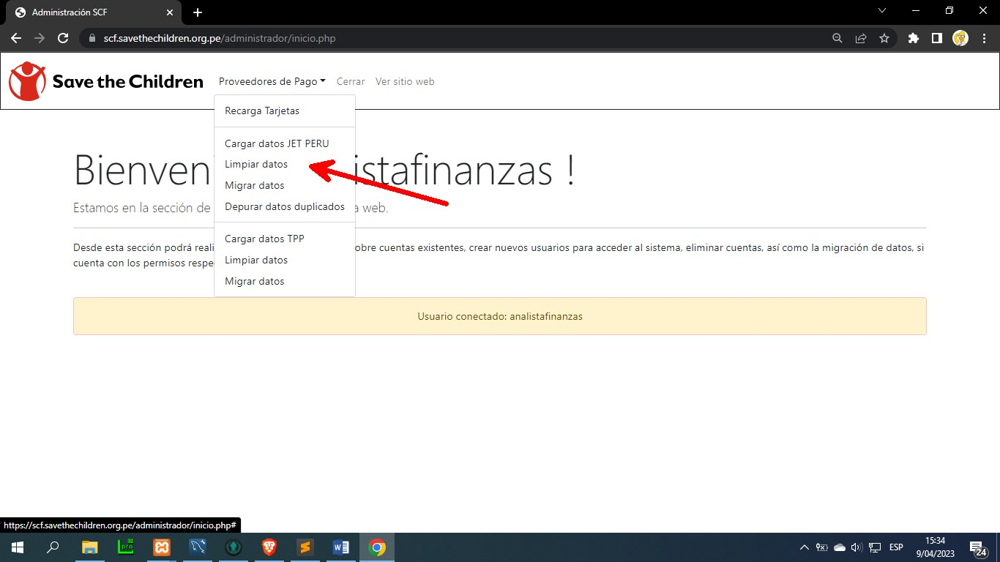 Administración SCF
scf.savethechildren.org.pe/administrador/inicio.php
Save the Children
Proveedores de Pago
Cerrar
Ver sitio web
Recarga Tarjetas
Cargar datos JET PERU
Limpiar datos
Migrar datos
Depurar datos duplicados
Cargar datos TPP
Limpiar datos
Migrar datos
Bienven istafinanzas !
Estamos en la sección de a web.
Desde esta sección podrá reali obre cuentas existentes, crear nuevos usuarios para acceder al sistema, eliminar cuentas, así como la migración de datos, si
cuenta con los permisos respe
Usuario conectado: analistafinanzas
https://scf.savethechildren.org.pe/administrador/inicio.php#
ESP
15:34
9/04/2023
24